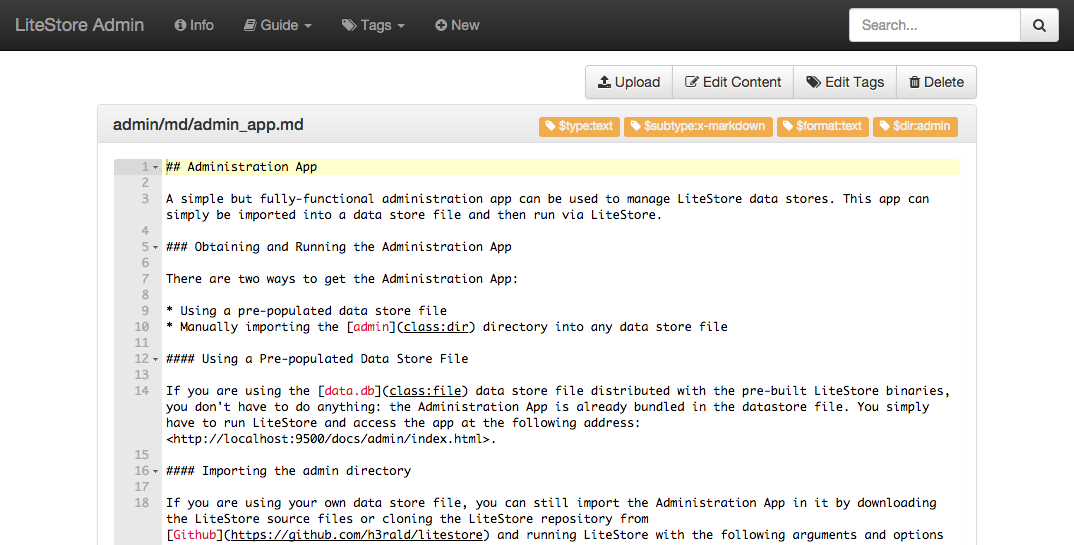 LiteStore Admin Info Guide Tags New Search...
Upload Edit Content Edit Tags Delete
admin/md/admin_app.md $type:text $subtype:x-markdown $format:text $dir:admin
1 ## Administration App
2
3 A simple but fully-functional administration app can be used to manage LiteStore data stores. This app can
simply be imported into a data store file and then run via LiteStore.
4
5 ### Obtaining and Running the Administration App
6
7 There are two ways to get the Administration App:
8
9 * Using a pre-populated data store file
10 * Manually importing the [admin](class:dir) directory into any data store file
11
12 #### Using a Pre-populated Data Store File
13
14 If you are using the [data.db](class:file) data store file distributed with the pre-built LiteStore binaries,
you don't have to do anything: the Administration App is already bundled in the datastore file. You simply
have to run LiteStore and access the app at the following address:
<http://localhost:9500/docs/admin/index.html>.
15
16 #### Importing the admin directory
17
18 If you are using your own data store file, you can still import the Administration App in it by downloading
the LiteStore source files or cloning the LiteStore repository from
[Github](https://github.com/h3rald/litestore) and running LiteStore with the following arguments and options